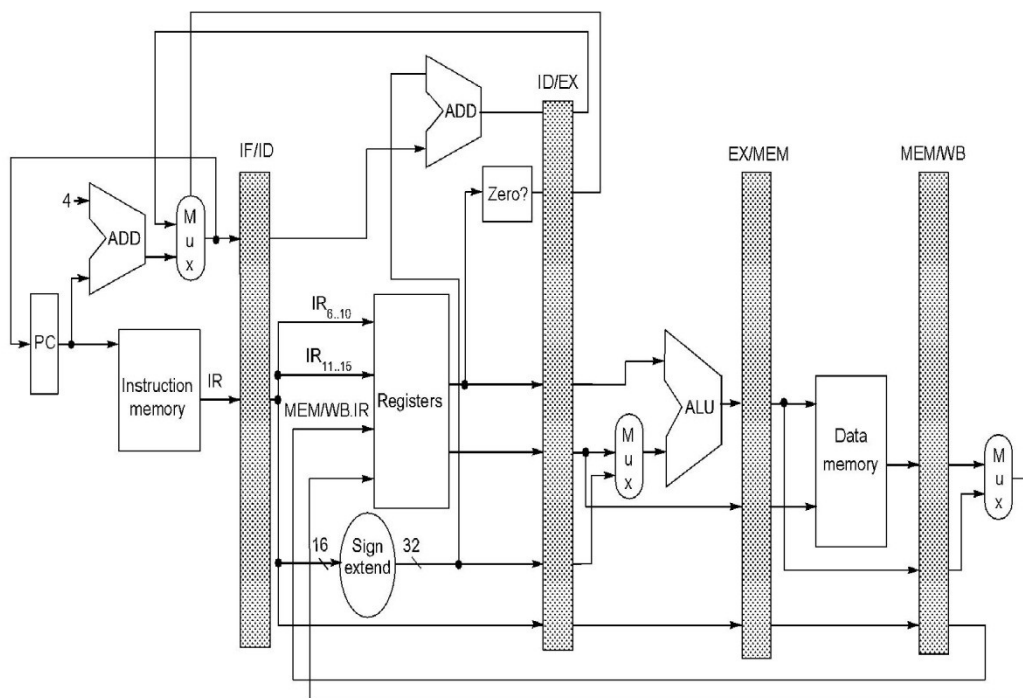 ID/EX
ADD
IF/ID
EX/MEM
MEM/WB
Zero?
4
ADD
M
u
x
IR6..10
PC
Instruction
memory
IR
IR11..15
MEM/WB.IR
Registers
ALU
M
u
x
Data
memory
M
u
x
16
Sign
extend
32